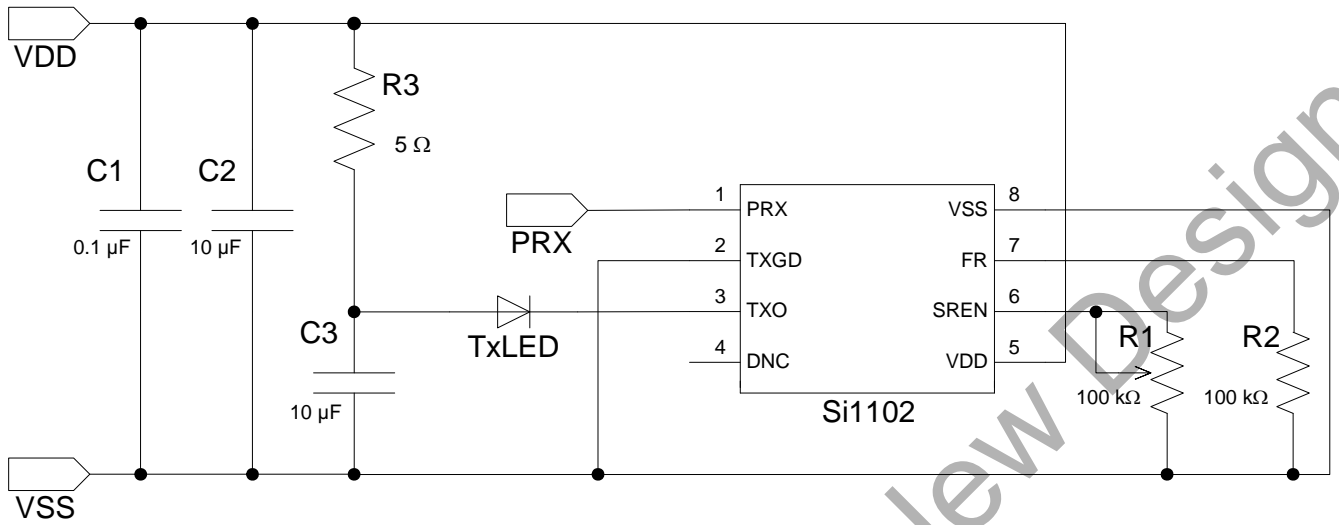 VDD
R3
5 Ω
C1
0.1 µF
C2
10 µF
PRX
1
PRX
VSS
8
2
TXGD
FR
7
3
TXO
SREN
6
4
DNC
VDD
5
TxLED
C3
10 µF
Si1102
R1
100 kΩ
R2
100 kΩ
VSS
Design